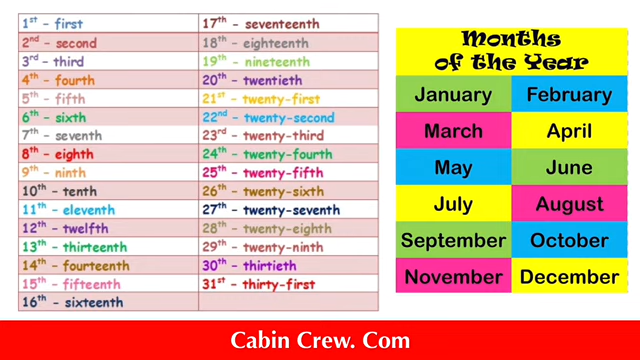 1st - first
2nd - second
3rd - third
4th - fourth
5th - fifth
6th - sixth
7th - seventh
8th - eighth
9th - ninth
10th - tenth
11th - eleventh
12th - twelfth
13th - thirteenth
14th - fourteenth
15th - fifteenth
16th - sixteenth
17th - seventeenth
18th - eighteenth
19th - nineteenth
20th - twentieth
21st - twenty-first
22nd - twenty-second
23rd - twenty-third
24th - twenty-fourth
25th - twenty-fifth
26th - twenty-sixth
27th - twenty-seventh
28th - twenty-eighth
29th - twenty-ninth
30th - thirtieth
31st - thirty-first
Months
of the Year
January February
March April
May June
July August
September October
November December
Cabin Crew. Com